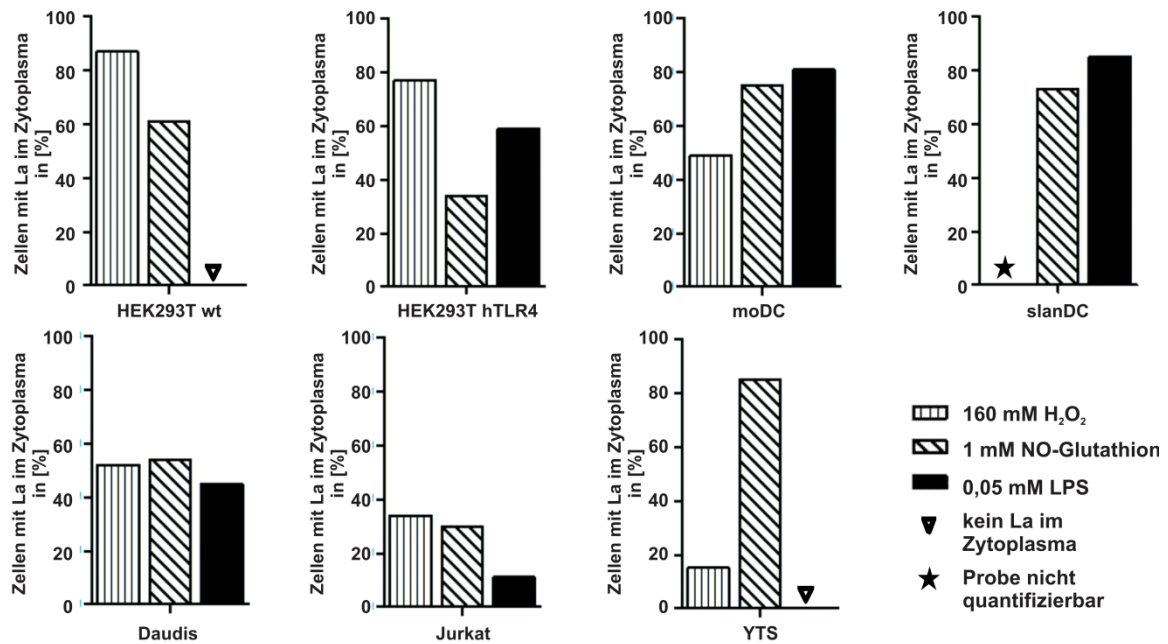 Zellen mit La im Zytoplasma
in [%]
100
80
60
40
20
0
HEK293T wt
Zellen mit La im Zytoplasma
in [%]
100
80
60
40
20
0
HEK293T hTLR4
Zellen mit La im Zytoplasma
in [%]
100
80
60
40
20
0
moDC
Zellen mit La im Zytoplasma
in [%]
100
80
60
40
20
0
slanDC
Zellen mit La im Zytoplasma
in [%]
100
80
60
40
20
0
Daudis
Zellen mit La im Zytoplasma
in [%]
100
80
60
40
20
0
Jurkat
Zellen mit La im Zytoplasma
in [%]
100
80
60
40
20
0
YTS
160 mM H₂O₂
1 mM NO-Glutathion
0,05 mM LPS
kein La im
Zytoplasma
Probe nicht
quantifizierbar